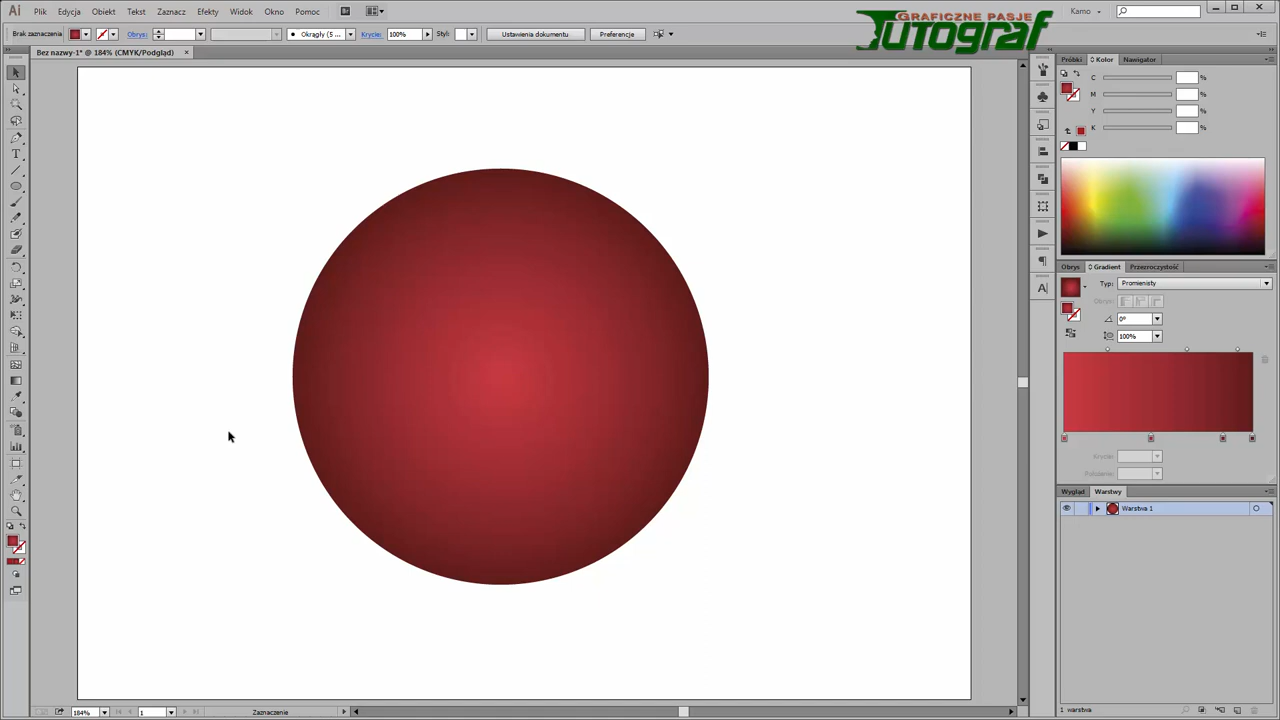 Ai Plik Edycja Obiekt Tekst Zaznacz Efekty Widok Okno Pomoc Kamo
GRAFICZNE PASJE
Tutograf
Brak zaznaczenia Obrys: Okrągły (5 ... Krycie: 100% Styl: Ustawienia dokumentu Preferencje
Bez nazwy-1* @ 184% (CMYK/Podgląd) ×
Próbki Kolor Nawigator
C %
M %
Y %
K %
Obrys Gradient Przezroczystość
Typ: Promienisty
Obrys:
0°
100%
Krycie:
Położenie:
Wygląd Warstwy
Warstwa 1
184% 1 Zaznaczenie
1 warstwa